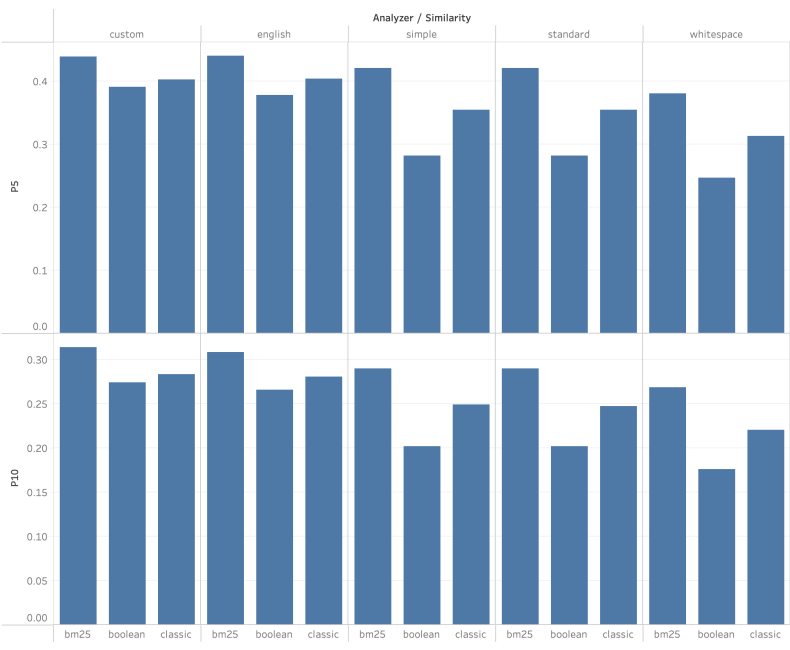 Analyzer / Similarity
custom english simple standard whitespace
P5
0.4
0.3
0.2
0.1
0.0
P10
0.30
0.25
0.20
0.15
0.10
0.05
0.00
bm25 boolean classic bm25 boolean classic bm25 boolean classic bm25 boolean classic bm25 boolean classic